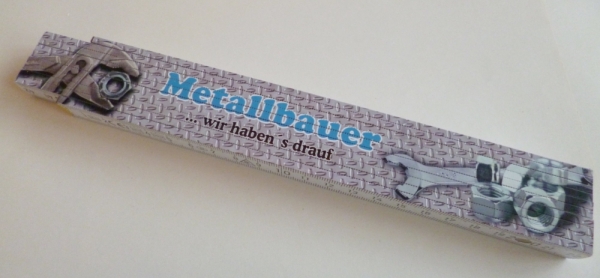 Metallbauer
....wir haben´s drauf